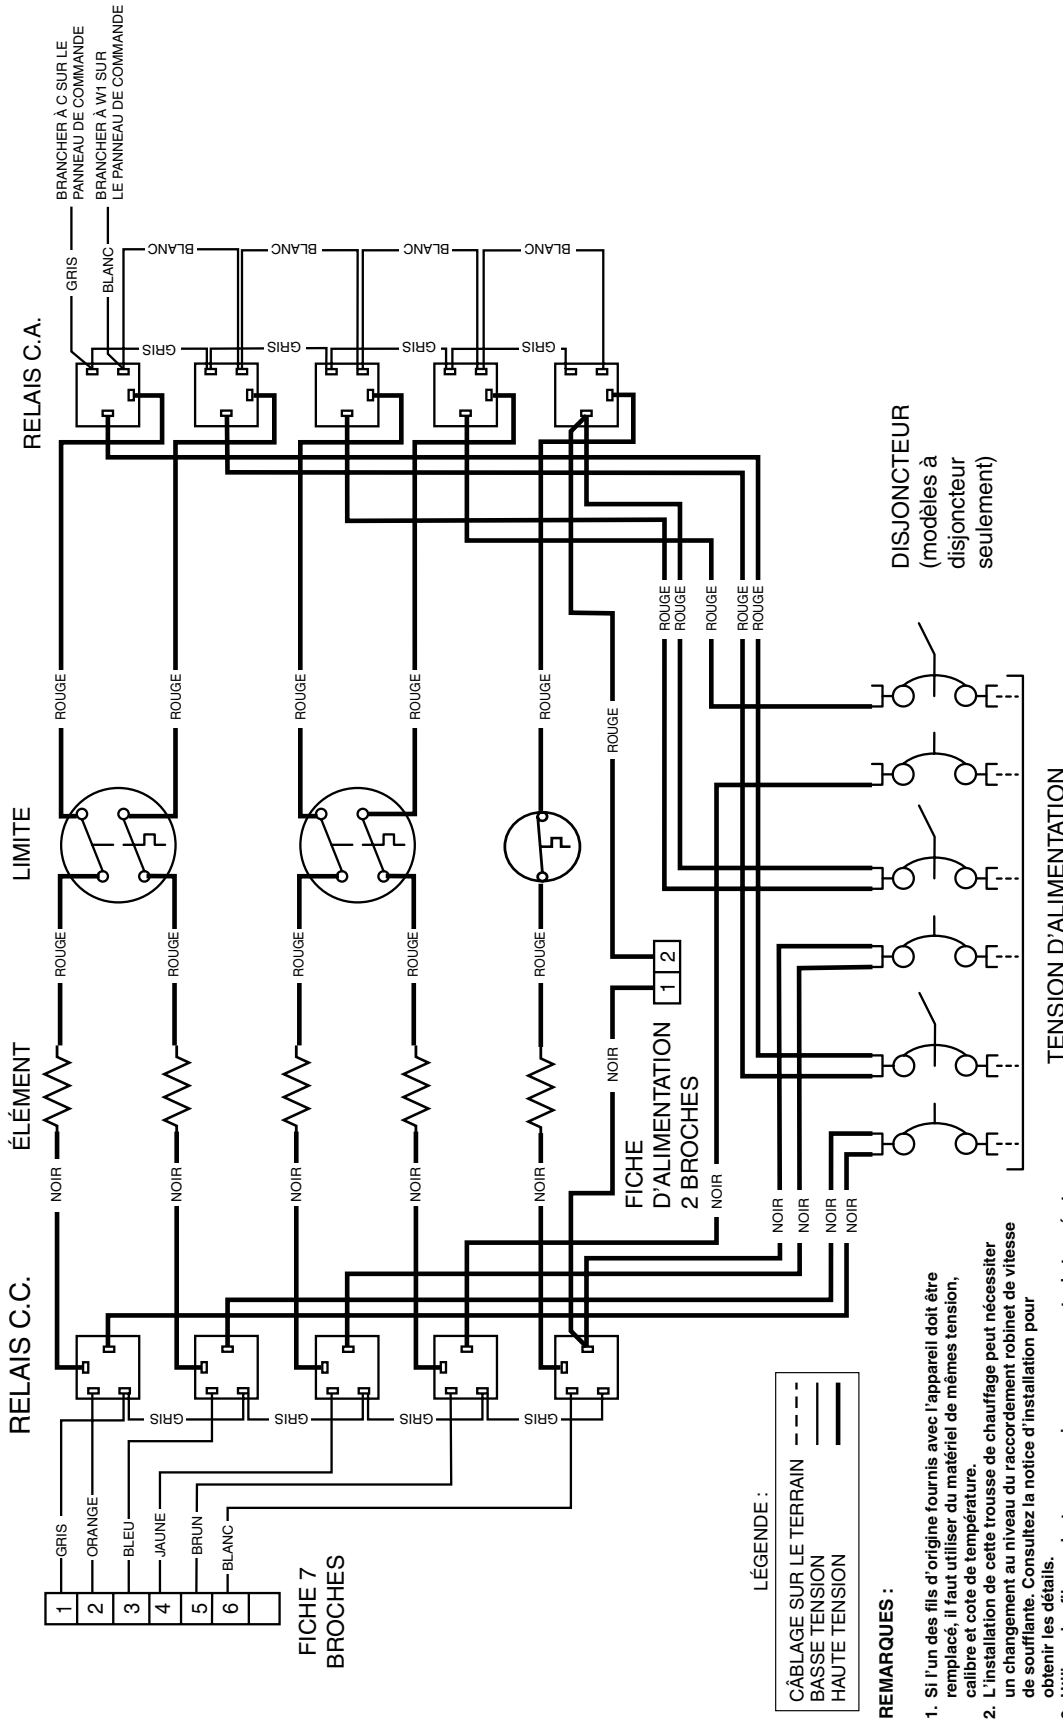 RELAIS C.C.
ÉLÉMENT
LIMITE
RELAIS C.A.
BRANCHER À C SUR LE
PANNEAU DE COMMANDE
BRANCHER À W1 SUR
LE PANNEAU DE COMMANDE
GRIS
BLANC
BLANC
BLANC
BLANC
BLANC
GRIS
GRIS
GRIS
GRIS
NOIR
ROUGE
ROUGE
NOIR
ROUGE
ROUGE
NOIR
ROUGE
ROUGE
NOIR
ROUGE
ROUGE
NOIR
ROUGE
ROUGE
GRIS
GRIS
GRIS
GRIS
1
2
3
4
5
6
GRIS
ORANGE
BLEU
JAUNE
BRUN
BLANC
FICHE 7
BROCHES
NOIR
ROUGE
1
2
FICHE
D'ALIMENTATION
2 BROCHES
ROUGE
ROUGE
ROUGE
ROUGE
ROUGE
NOIR
NOIR
NOIR
NOIR
NOIR
DISJONCTEUR
(modèles à
disjoncteur
seulement)
TENSION D'ALIMENTATION
LÉGENDE :
CÂBLAGE SUR LE TERRAIN
BASSE TENSION
HAUTE TENSION
REMARQUES :
1. Si l'un des fils d'origine fournis avec l'appareil doit être
remplacé, il faut utiliser du matériel de mêmes tension,
calibre et cote de température.
2. L'installation de cette trousse de chauffage peut nécessiter
un changement au niveau du raccordement robinet de vitesse
de soufflante. Consultez la notice d'installation pour
obtenir les détails.